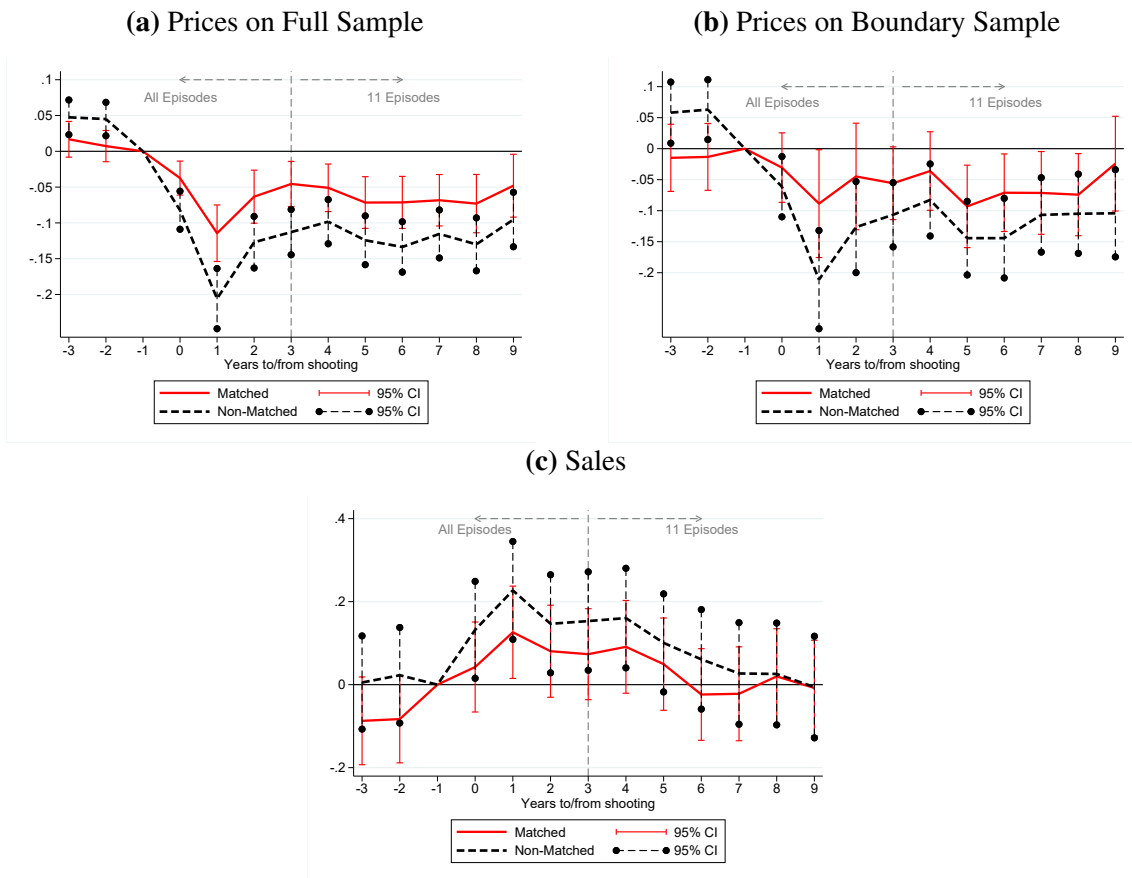 (a) Prices on Full Sample
.1
.05
0
-.05
-.1
-.15
-.2
All Episodes
11 Episodes
-3 -2 -1 0 1 2 3 4 5 6 7 8 9
Years to/from shooting
Matched 95% CI
Non-Matched 95% CI
(b) Prices on Boundary Sample
.1
.05
0
-.05
-.1
-.15
-.2
All Episodes
11 Episodes
-3 -2 -1 0 1 2 3 4 5 6 7 8 9
Years to/from shooting
Matched 95% CI
Non-Matched 95% CI
(c) Sales
.4
.2
0
-.2
All Episodes
11 Episodes
-3 -2 -1 0 1 2 3 4 5 6 7 8 9
Years to/from shooting
Matched 95% CI
Non-Matched 95% CI